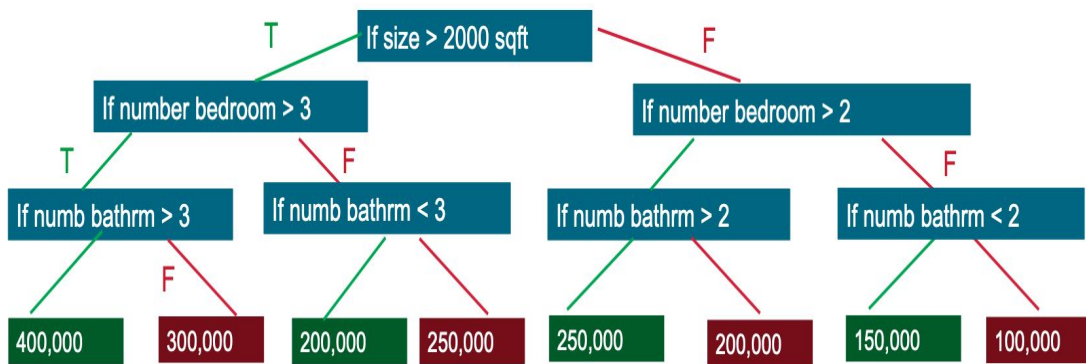 T
If size > 2000 sqft
F
If number bedroom > 3
If number bedroom > 2
T
F
F
If numb bathrm > 3
If numb bathrm < 3
If numb bathrm > 2
If numb bathrm < 2
F
400,000
300,000
200,000
250,000
250,000
200,000
150,000
100,000